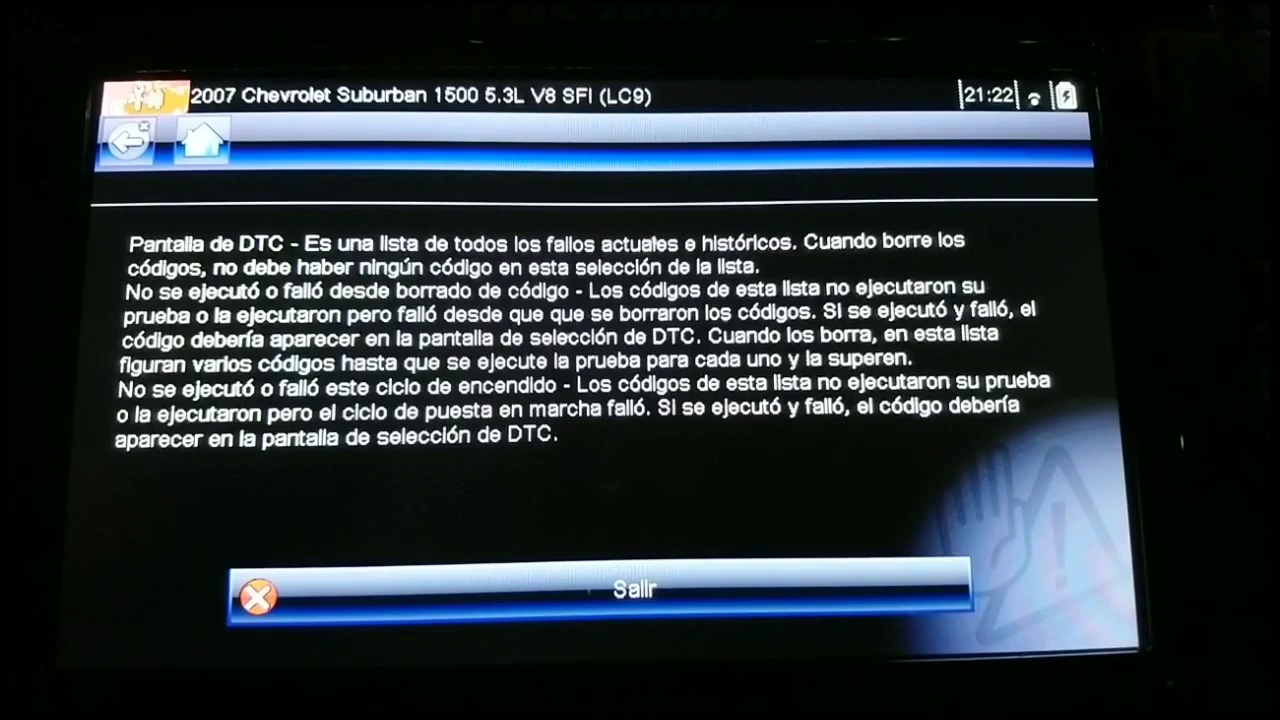 2007 Chevrolet Suburban 1500 5.3L V8 SFI (LC9)
21:22
Pantalla de DTC - Es una lista de todos los fallos actuales e históricos. Cuando borre los
códigos, no debe haber ningún código en esta selección de la lista.
No se ejecutó o falló desde borrado de código - Los códigos de esta lista no ejecutaron su
prueba o la ejecutaron pero falló desde que que se borraron los códigos. Si se ejecutó y falló, el
código debería aparecer en la pantalla de selección de DTC. Cuando los borra, en esta lista
figuran varios códigos hasta que se ejecute la prueba para cada uno y la superen.
No se ejecutó o falló este ciclo de encendido - Los códigos de esta lista no ejecutaron su prueba
o la ejecutaron pero el ciclo de puesta en marcha falló. Si se ejecutó y falló, el código debería
aparecer en la pantalla de selección de DTC.
Salir